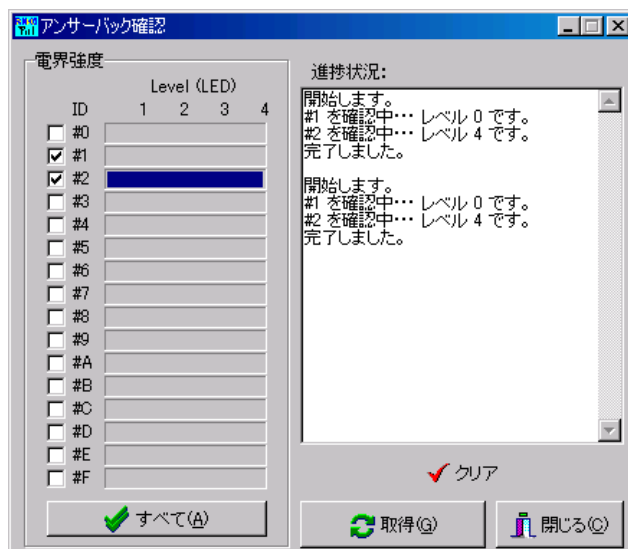 アンサーバック確認
電界強度
Level (LED)
ID 1 2 3 4
#0
#1
#2
#3
#4
#5
#6
#7
#8
#9
#A
#B
#C
#D
#E
#F
すべて(A)
進捗状況:
開始します。
#1 を確認中… レベル 0 です。
#2 を確認中… レベル 4 です。
完了しました。
開始します。
#1 を確認中… レベル 0 です。
#2 を確認中… レベル 4 です。
完了しました。
クリア
取得(G)
閉じる(C)